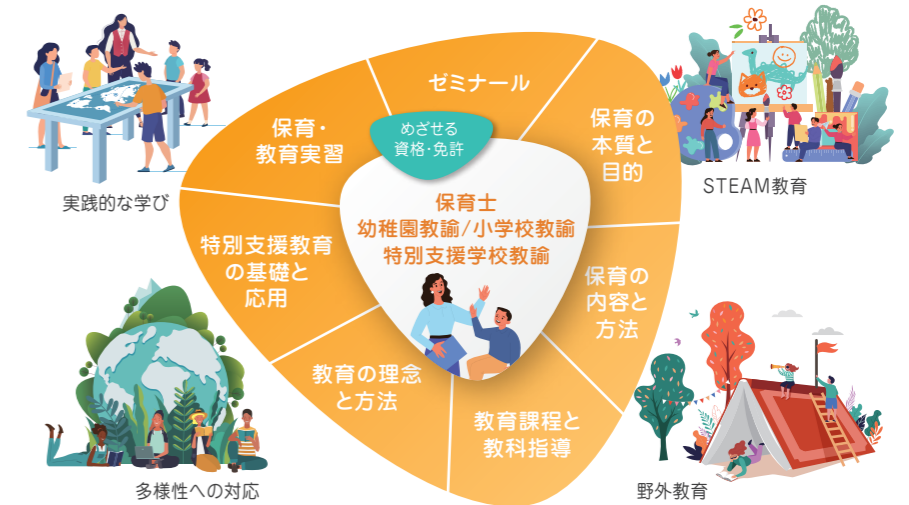 ゼミナール
保育の
本質と
目的
保育の
内容と
方法
教育課程と
教科指導
教育の理念
と方法
特別支援教育
の基礎と
応用
保育・
教育実習
めざせる
資格・免許
保育士
幼稚園教諭/小学校教諭
特別支援学校教諭
実践的な学び
STEAM教育
多様性への対応
野外教育